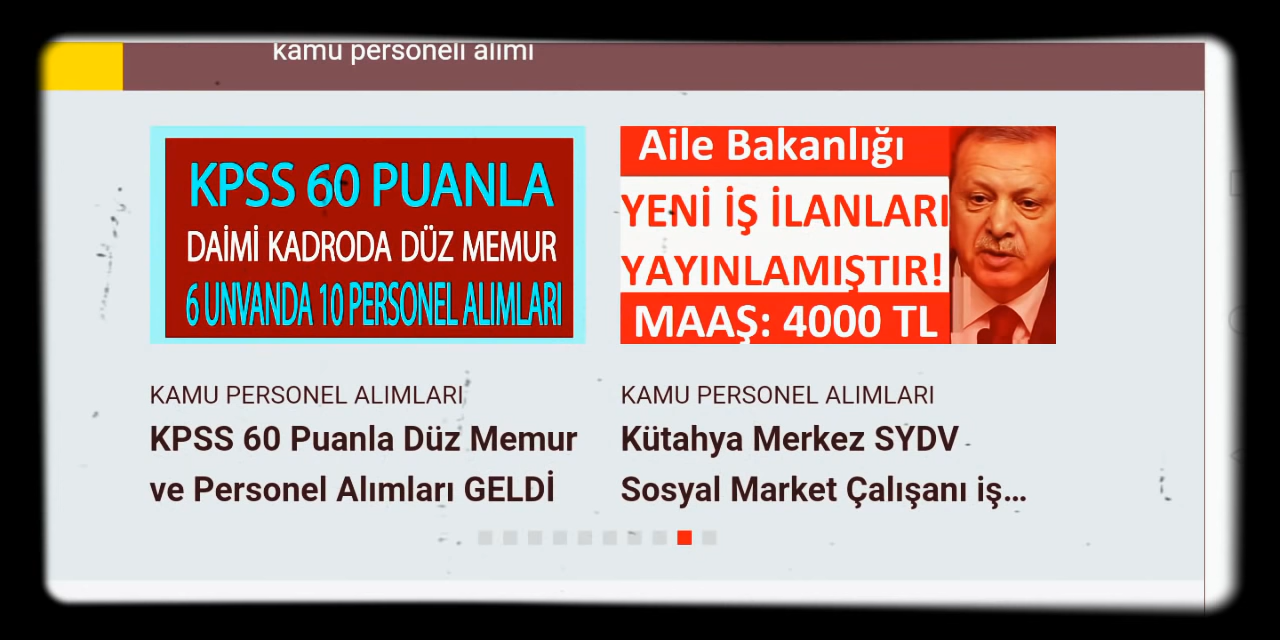 kamu personeli alimi
KPSS 60 PUANLA
DAİMİ KADRODA DÜZ MEMUR
6 UNVANDA 10 PERSONEL ALIMLARI
Aile Bakanlığı
YENİ İŞ İLANLARI
YAYINLAMIŞTIR!
MAAŞ: 4000 TL
KAMU PERSONEL ALIMLARI
KPSS 60 Puanla Düz Memur
ve Personel Alımları GELDİ
KAMU PERSONEL ALIMLARI
Kütahya Merkez SYDV
Sosyal Market Çalışanı iş...